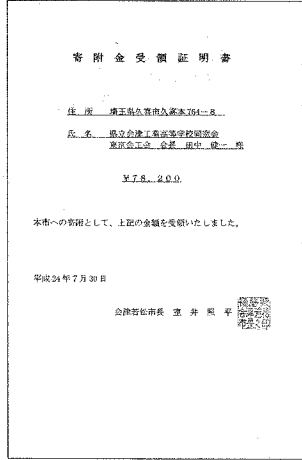 寄附金受領証明書
住 所 埼玉県久喜市久喜本764-8
氏 名 県立会津工業高等学校同窓会
東京会工会 会長 田中 健一 様
¥78,200
本市への寄附として、上記の金額を受領いたしました。
平成24年7月30日
会津若松市長 室 井 照 平